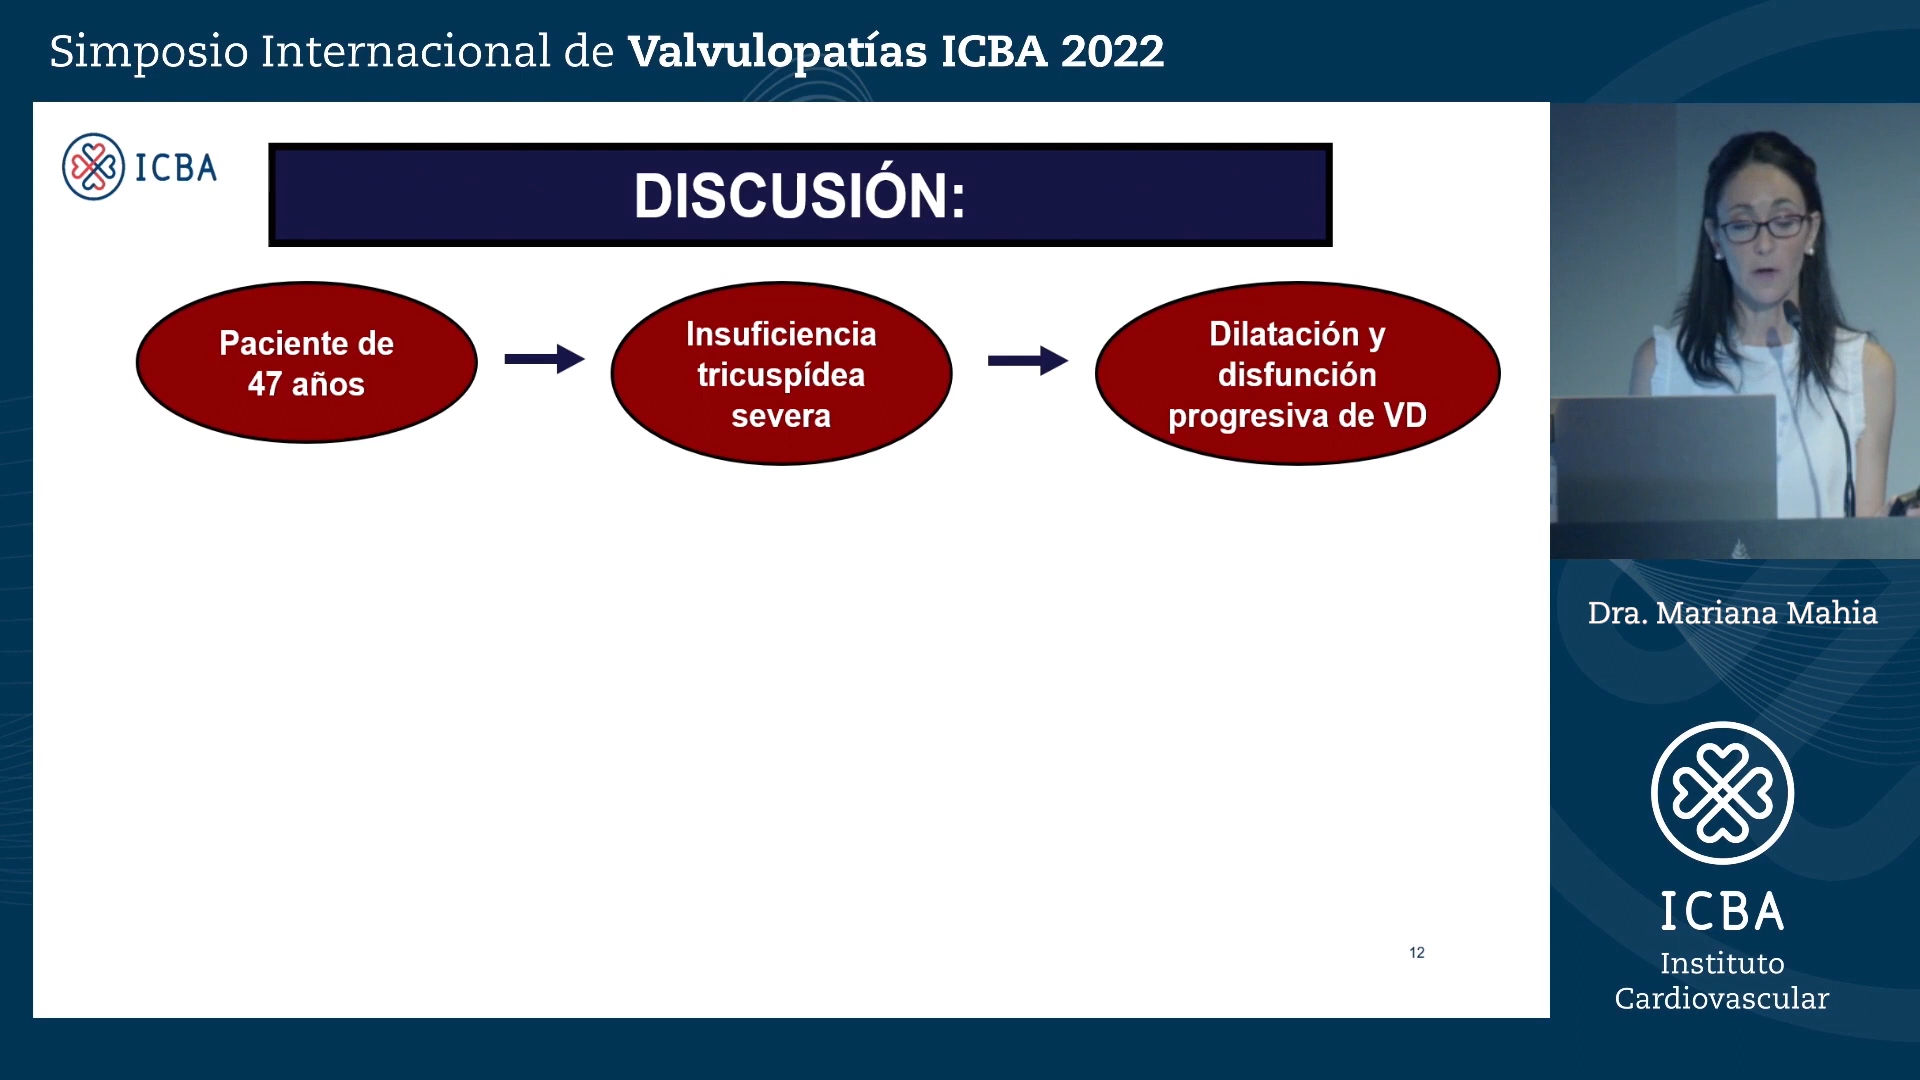 Simposio Internacional de Valvulopatías ICBA 2022
ICBA
DISCUSIÓN:
Paciente de
47 años
Insuficiencia
tricuspídea
severa
Dilatación y
disfunción
progresiva de VD
12
Dra. Mariana Mahia
ICBA
Instituto
Cardiovascular